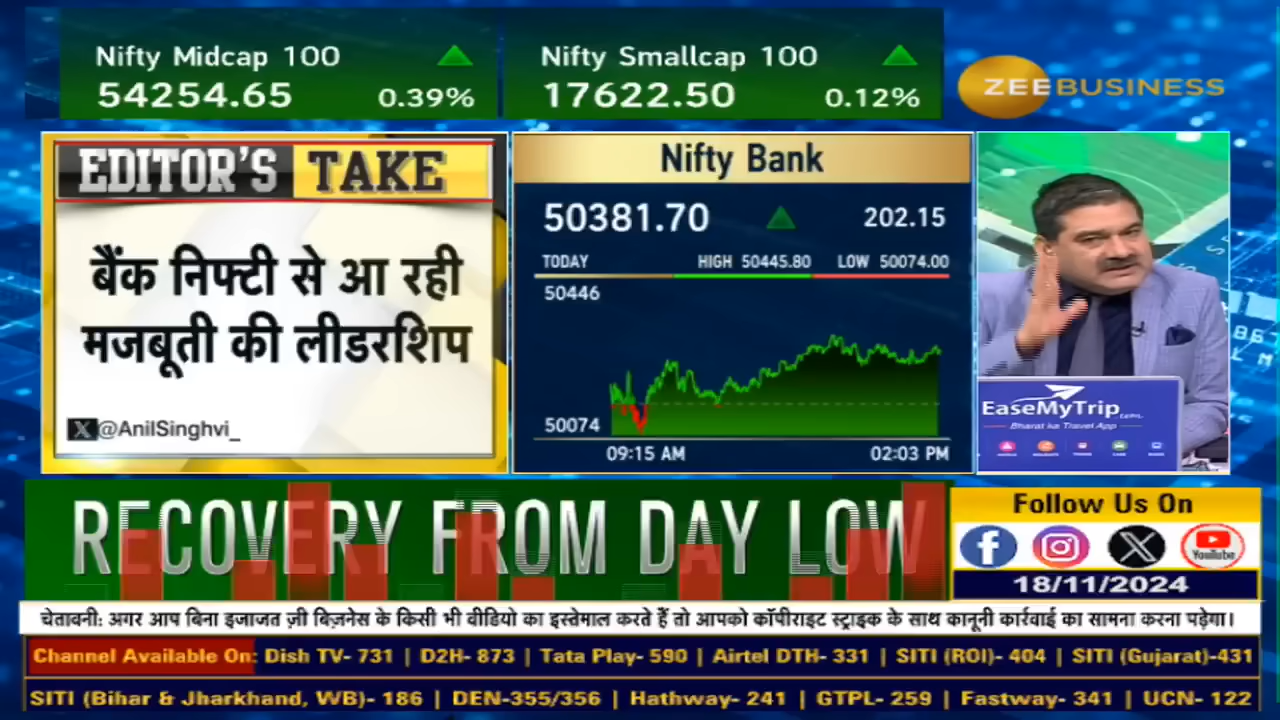 Nifty Midcap 100
54254.65 0.39%
Nifty Smallcap 100
17622.50 0.12%
ZEEBUSINESS
EDITOR'S TAKE
बैंक निफ्टी से आ रही
मजबूती की लीडरशिप
X@AnilSinghvi_
Nifty Bank
50381.70 202.15
TODAY HIGH 50445.80 LOW 50074.00
50446
50074
09:15 AM 02:03 PM
EaseMyTrip.com
Bharat ka Travel App
RECOVERY FROM DAY LOW
Follow Us On
YouTube
18/11/2024
चेतावनी: अगर आप बिना इजाजत ज़ी बिज़नेस के किसी भी वीडियो का इस्तेमाल करते हैं तो आपको कॉपीराइट स्ट्राइक के साथ कानूनी कार्रवाई का सामना करना पड़ेगा।
Channel Available On: Dish TV- 731 | D2H- 873 | Tata Play- 590 | Airtel DTH- 331 | SITI (ROI)- 404 | SITI (Gujarat)-431
SITI (Bihar & Jharkhand, WB)- 186 | DEN-355/356 | Hathway- 241 | GTPL- 259 | Fastway- 341 | UCN- 122